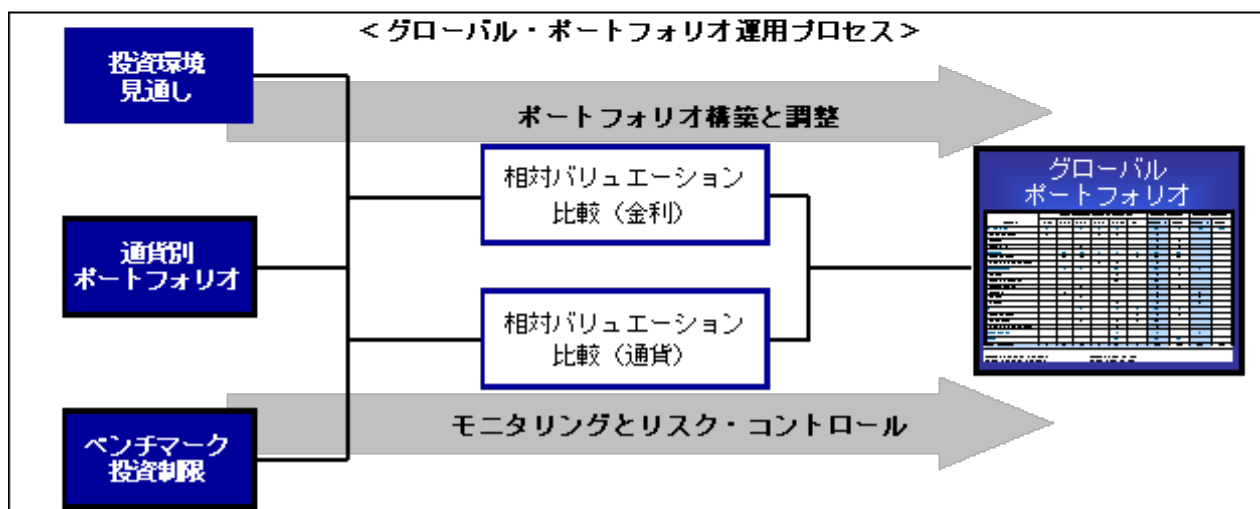 <グローバル・ポートフォリオ運用プロセス>
投資環境
見通し
ポートフォリオ構築と調整
相対バリュエーション
比較（金利）
グローバル
ポートフォリオ
通貨別
ポートフォリオ
相対バリュエーション
比較（通貨）
モニタリングとリスク・コントロール
ベンチマーク
投資制限